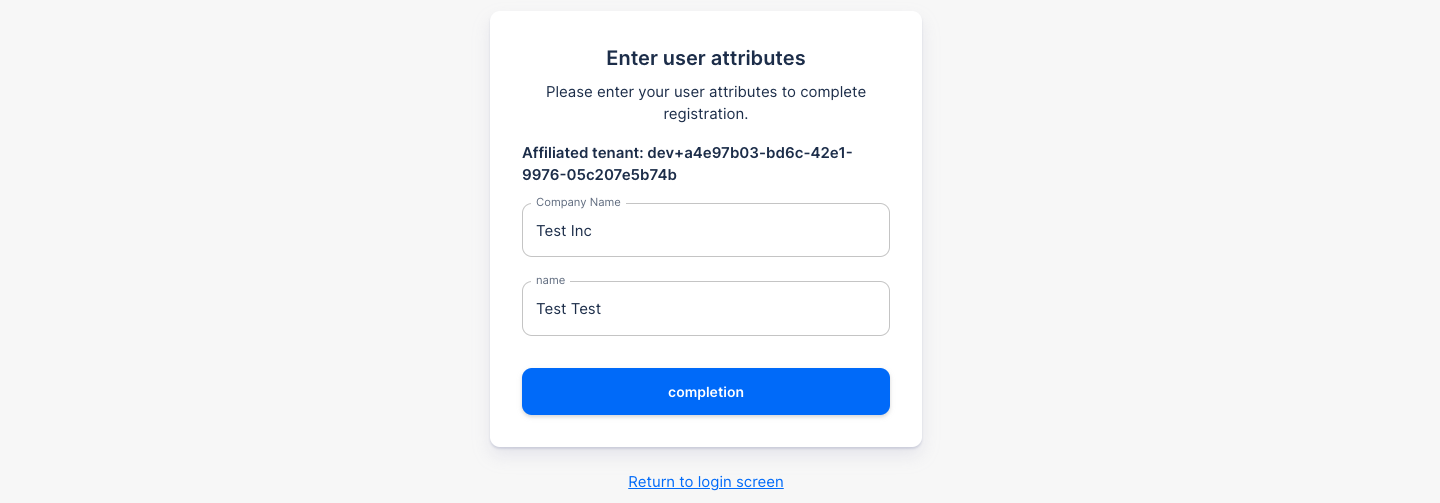 Enter user attributes
Please enter your user attributes to complete
registration.
Affiliated tenant: dev+a4e97b03-bd6c-42e1-
9976-05c207e5b74b
Company Name
Test Inc
name
Test Test
completion
Return to login screen